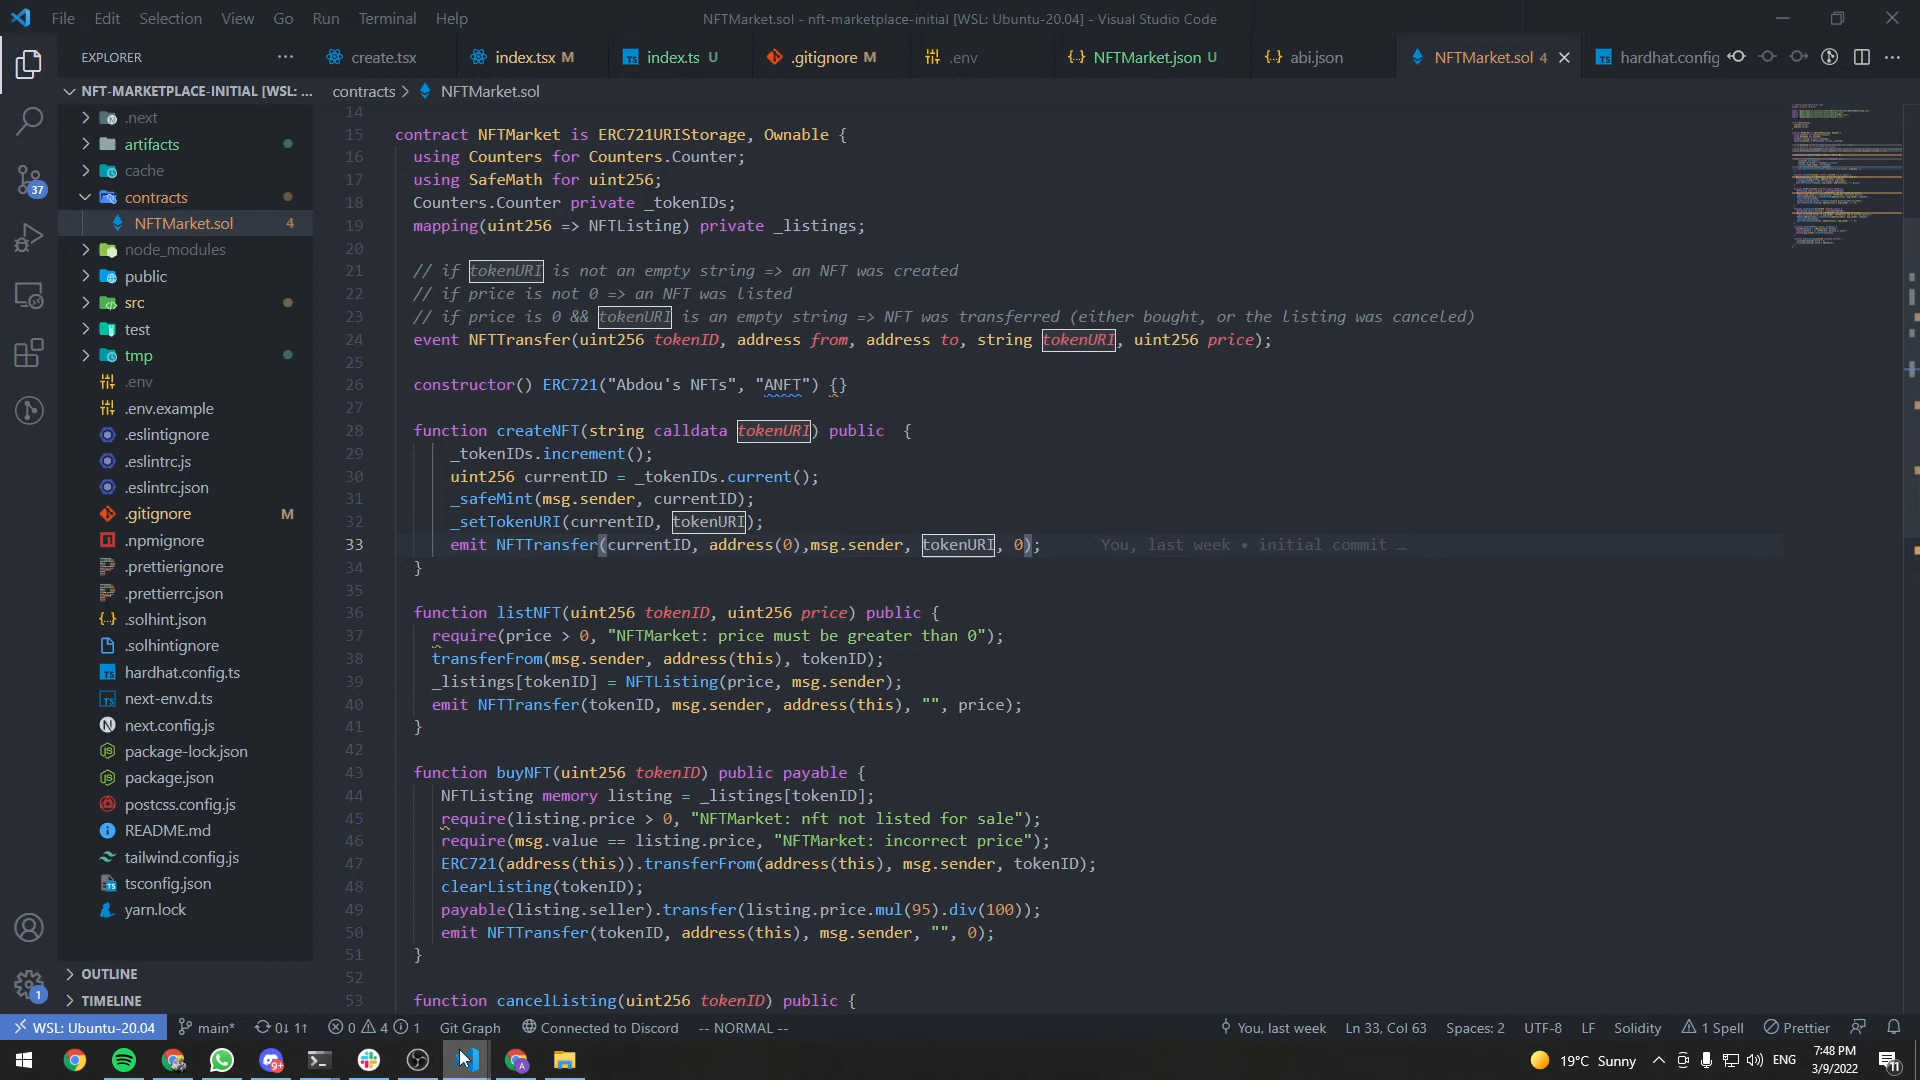 File Edit Selection View Go Run Terminal Help
NFTMarket.sol - nft-marketplace-initial [WSL: Ubuntu-20.04] - Visual Studio Code
EXPLORER
create.tsx
index.tsx M
index.ts U
.gitignore M
.env
NFTMarket.json U
abi.json
NFTMarket.sol 4
hardhat.config
NFT-MARKETPLACE-INITIAL [WSL: ...
contracts > NFTMarket.sol
.next
artifacts
cache
contracts
NFTMarket.sol 4
node_modules
public
src
test
tmp
.env
.env.example
.eslintignore
.eslintrc.js
.eslintrc.json
.gitignore M
.npmignore
.prettierignore
.prettierrc.json
.solhint.json
.solhintignore
hardhat.config.ts
next-env.d.ts
next.config.js
package-lock.json
package.json
postcss.config.js
README.md
tailwind.config.js
tsconfig.json
yarn.lock
OUTLINE
TIMELINE
37
1
14
15 contract NFTMarket is ERC721URIStorage, Ownable {
16 using Counters for Counters.Counter;
17 using SafeMath for uint256;
18 Counters.Counter private _tokenIDs;
19 mapping(uint256 => NFTListing) private _listings;
20
21 // if tokenURI is not an empty string => an NFT was created
22 // if price is not 0 => an NFT was listed
23 // if price is 0 && tokenURI is an empty string => NFT was transferred (either bought, or the listing was canceled)
24 event NFTTransfer(uint256 tokenID, address from, address to, string tokenURI, uint256 price);
25
26 constructor() ERC721("Abdou's NFTs", "ANFT") {}
27
28 function createNFT(string calldata tokenURI) public {
29 _tokenIDs.increment();
30 uint256 currentID = _tokenIDs.current();
31 _safeMint(msg.sender, currentID);
32 _setTokenURI(currentID, tokenURI);
33 emit NFTTransfer(currentID, address(0),msg.sender, tokenURI, 0); You, last week • initial commit …
34 }
35
36 function listNFT(uint256 tokenID, uint256 price) public {
37 require(price > 0, "NFTMarket: price must be greater than 0");
38 transferFrom(msg.sender, address(this), tokenID);
39 _listings[tokenID] = NFTListing(price, msg.sender);
40 emit NFTTransfer(tokenID, msg.sender, address(this), "", price);
41 }
42
43 function buyNFT(uint256 tokenID) public payable {
44 NFTListing memory listing = _listings[tokenID];
45 require(listing.price > 0, "NFTMarket: nft not listed for sale");
46 require(msg.value == listing.price, "NFTMarket: incorrect price");
47 ERC721(address(this)).transferFrom(address(this), msg.sender, tokenID);
48 clearListing(tokenID);
49 payable(listing.seller).transfer(listing.price.mul(95).div(100));
50 emit NFTTransfer(tokenID, address(this), msg.sender, "", 0);
51 }
52
53 function cancelListing(uint256 tokenID) public {
WSL: Ubuntu-20.04 main* 0↓ 1↑ 0 4 1 Git Graph Connected to Discord -- NORMAL -- You, last week Ln 33, Col 63 Spaces: 2 UTF-8 LF Solidity 1 Spell Prettier
9+
19°C Sunny ENG 7:48 PM
3/9/2022
11